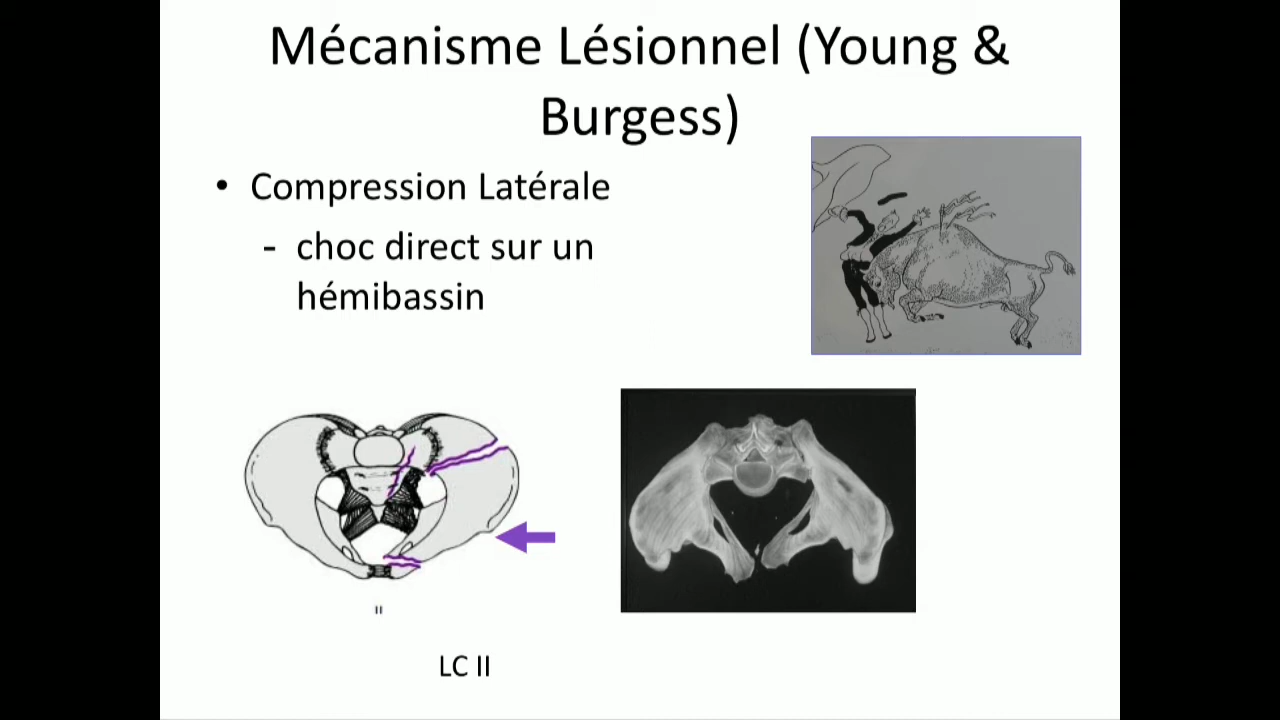 Mécanisme Lésionnel (Young &
Burgess)
• Compression Latérale
- choc direct sur un
hémibassin
II
LC II